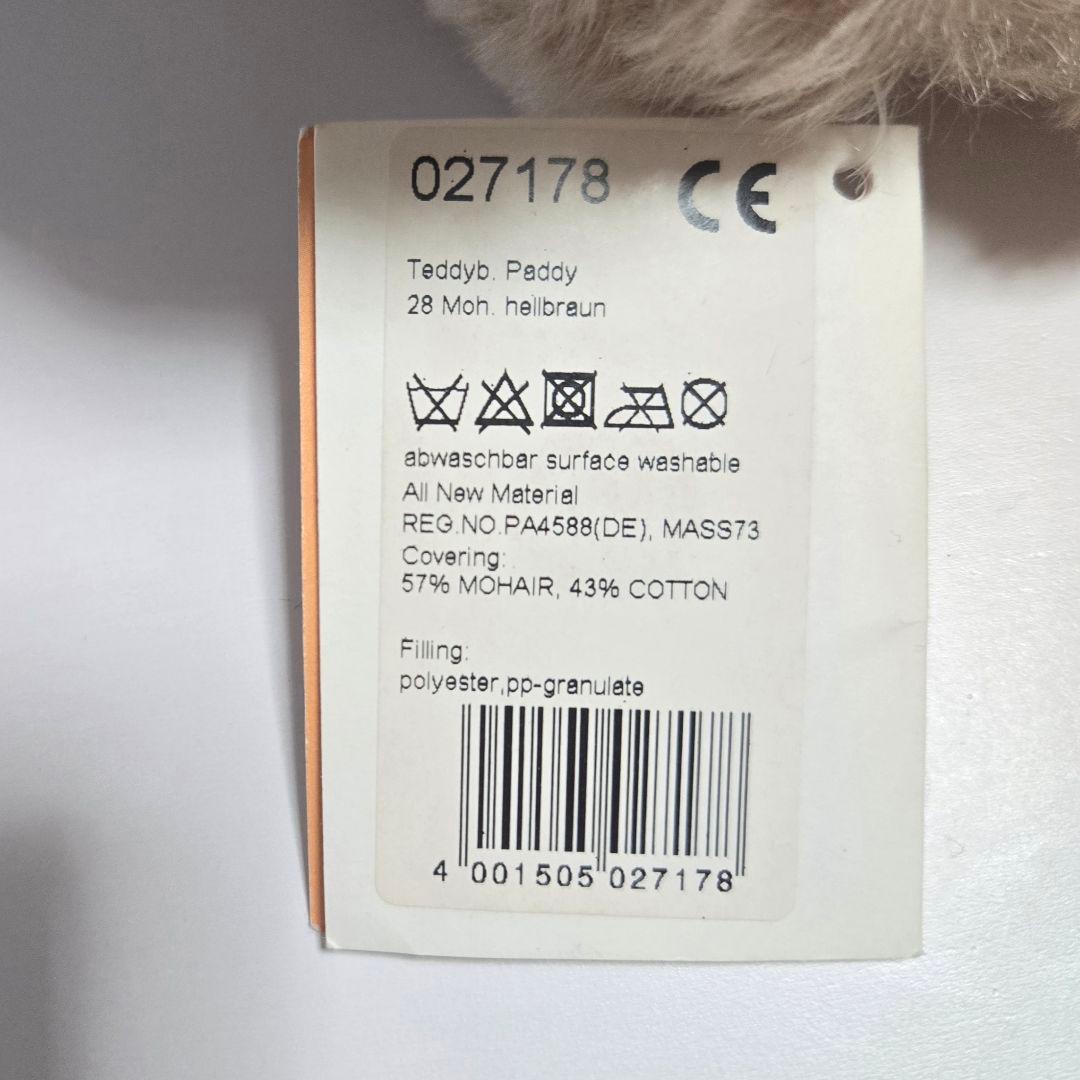 027178 CE
Teddyb. Paddy
28 Moh. hellbraun
abwaschbar surface washable
All New Material
REG.NO.PA4588(DE), MASS73
Covering:
57% MOHAIR, 43% COTTON
Filling:
polyester,pp-granulate
4 001505 027178